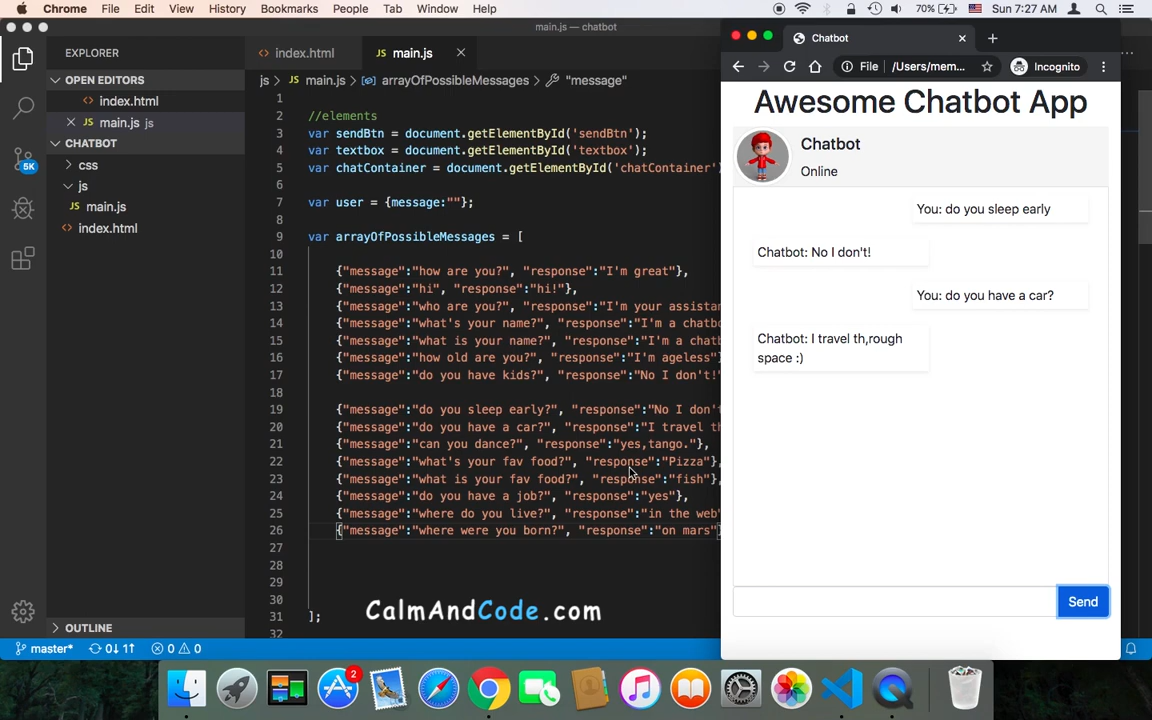 Chrome File Edit View History Bookmarks People Tab Window Help
70% Sun 7:27 AM
main.js — chatbot
EXPLORER
OPEN EDITORS
index.html
main.js js
CHATBOT
css
js
main.js
index.html
OUTLINE
5K
index.html
main.js
js > main.js > arrayOfPossibleMessages > "message"
1
2 //elements
3 var sendBtn = document.getElementById('sendBtn');
4 var textbox = document.getElementById('textbox');
5 var chatContainer = document.getElementById('chatContainer')
6
7 var user = {message:""};
8
9 var arrayOfPossibleMessages = [
10
11 {"message":"how are you?", "response":"I'm great"},
12 {"message":"hi", "response":"hi!"},
13 {"message":"who are you?", "response":"I'm your assistan
14 {"message":"what's your name?", "response":"I'm a chatbo
15 {"message":"what is your name?", "response":"I'm a chatb
16 {"message":"how old are you?", "response":"I'm ageless"
17 {"message":"do you have kids?", "response":"No I don't!"
18
19 {"message":"do you sleep early?", "response":"No I don't
20 {"message":"do you have a car?", "response":"I travel th
21 {"message":"can you dance?", "response":"yes,tango."},
22 {"message":"what's your fav food?", "response":"Pizza"},
23 {"message":"what is your fav food?", "response":"fish"},
24 {"message":"do you have a job?", "response":"yes"},
25 {"message":"where do you live?", "response":"in the web"
26 {"message":"where were you born?", "response":"on mars"}
27
28
29
30
31 ];
32
CalmAndCode.com
master* 0↓ 1↑ 0 0
Chatbot
File /Users/mem... Incognito
Awesome Chatbot App
Chatbot
Online
You: do you sleep early
Chatbot: No I don't!
You: do you have a car?
Chatbot: I travel th,rough
space :)
Send
2